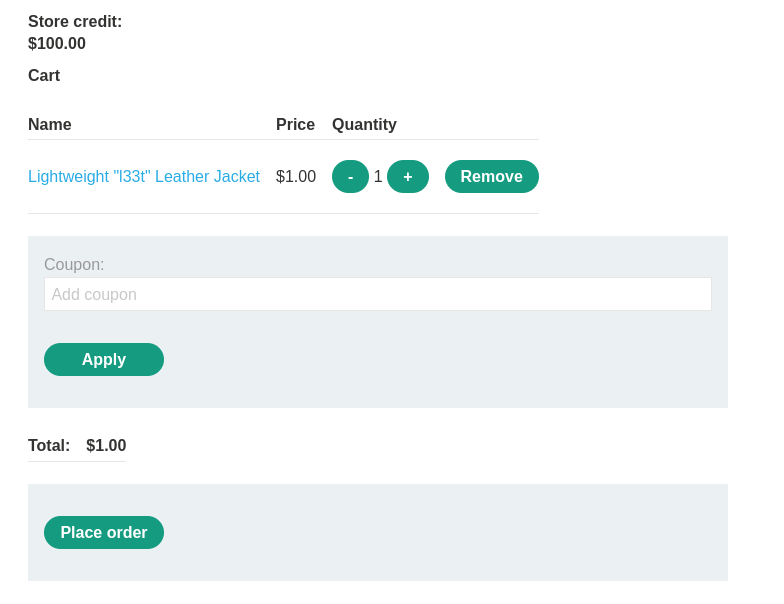 Store credit:
$100.00
Cart
Name Price Quantity
Lightweight "l33t" Leather Jacket $1.00 - 1 + Remove
Coupon:
Add coupon
Apply
Total: $1.00
Place order